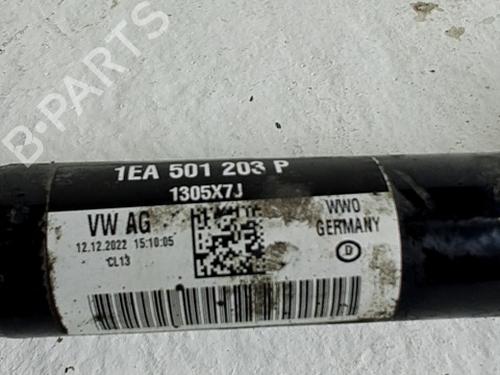 B-PARTS
1EA 501 203 P
1305X7J
VW AG
WWO
12.12.2022 15:10:05
GERMANY
CL13
D